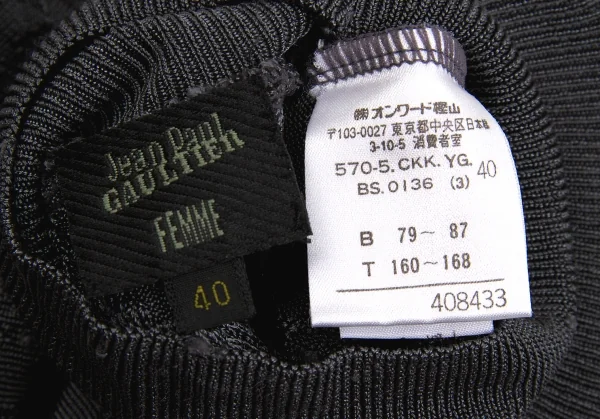 Jean Paul
GAULTIER
FEMME
40
㈱オンワード樫山
〒103-0027 東京都中央区日本橋
3-10-5 消費者室
570-5. CKK. YG. 40
BS. 0136 (3)
B 79～ 87
T 160～168
408433